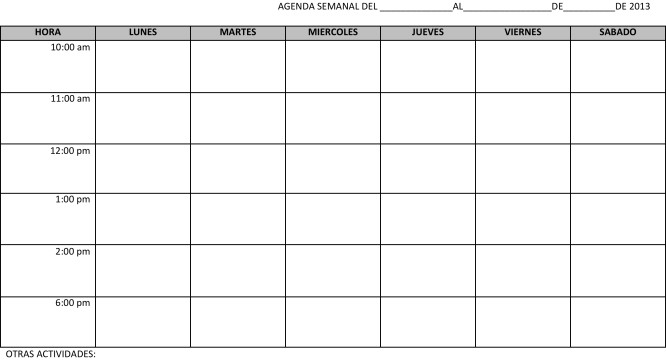 AGENDA SEMANAL DEL ______________AL_________________DE__________DE 2013
HORA LUNES MARTES MIERCOLES JUEVES VIERNES SABADO
10:00 am
11:00 am
12:00 pm
1:00 pm
2:00 pm
6:00 pm
OTRAS ACTIVIDADES: